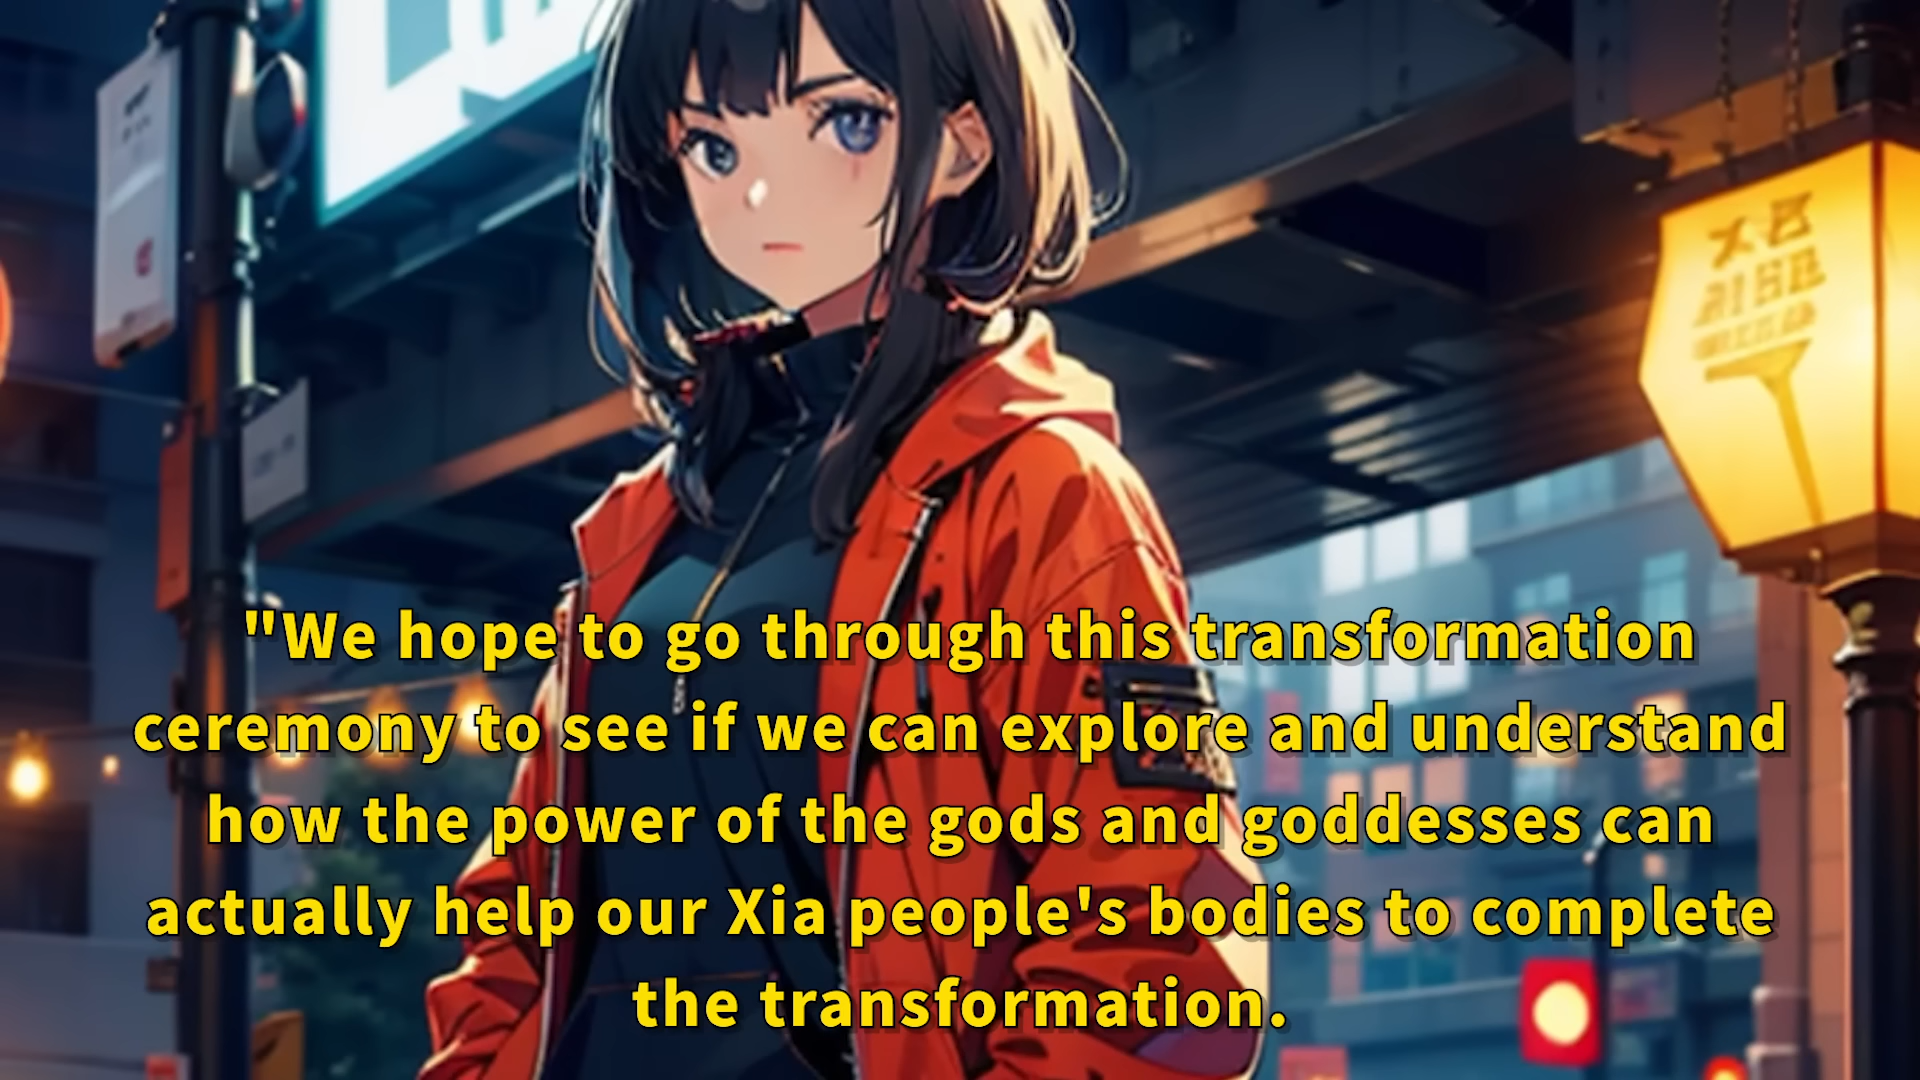 "We hope to go through this transformation
ceremony to see if we can explore and understand
how the power of the gods and goddesses can
actually help our Xia people's bodies to complete
the transformation.